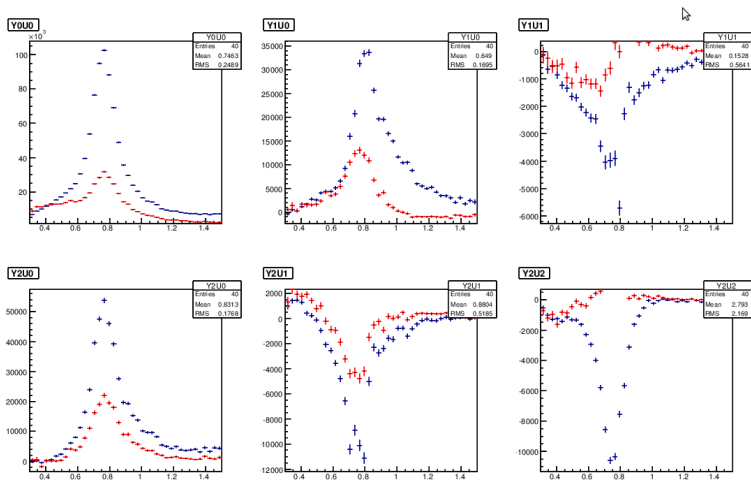 Y0U0
×10³
Y0U0
Entries 40
Mean 0.7463
RMS 0.2489
100
80
60
40
20
0.4 0.6 0.8 1 1.2 1.4
Y1U0
Y1U0
Entries 40
Mean 0.649
RMS 0.1695
35000
30000
25000
20000
15000
10000
5000
0
0.4 0.6 0.8 1 1.2 1.4
Y1U1
Y1U1
Entries 40
Mean 0.1528
RMS 0.5641
-1000
-2000
-3000
-4000
-5000
-6000
0.4 0.6 0.8 1 1.2 1.4
Y2U0
Y2U0
Entries 40
Mean 0.8313
RMS 0.1768
50000
40000
30000
20000
10000
0
0.4 0.6 0.8 1 1.2 1.4
Y2U1
Y2U1
Entries 40
Mean 0.8804
RMS 0.5185
2000
0
-2000
-4000
-6000
-8000
-10000
12000
0.4 0.6 0.8 1 1.2 1.4
Y2U2
Y2U2
Entries 40
Mean 2.793
RMS 2.169
0
-2000
-4000
-6000
-8000
-10000
0.4 0.6 0.8 1 1.2 1.4